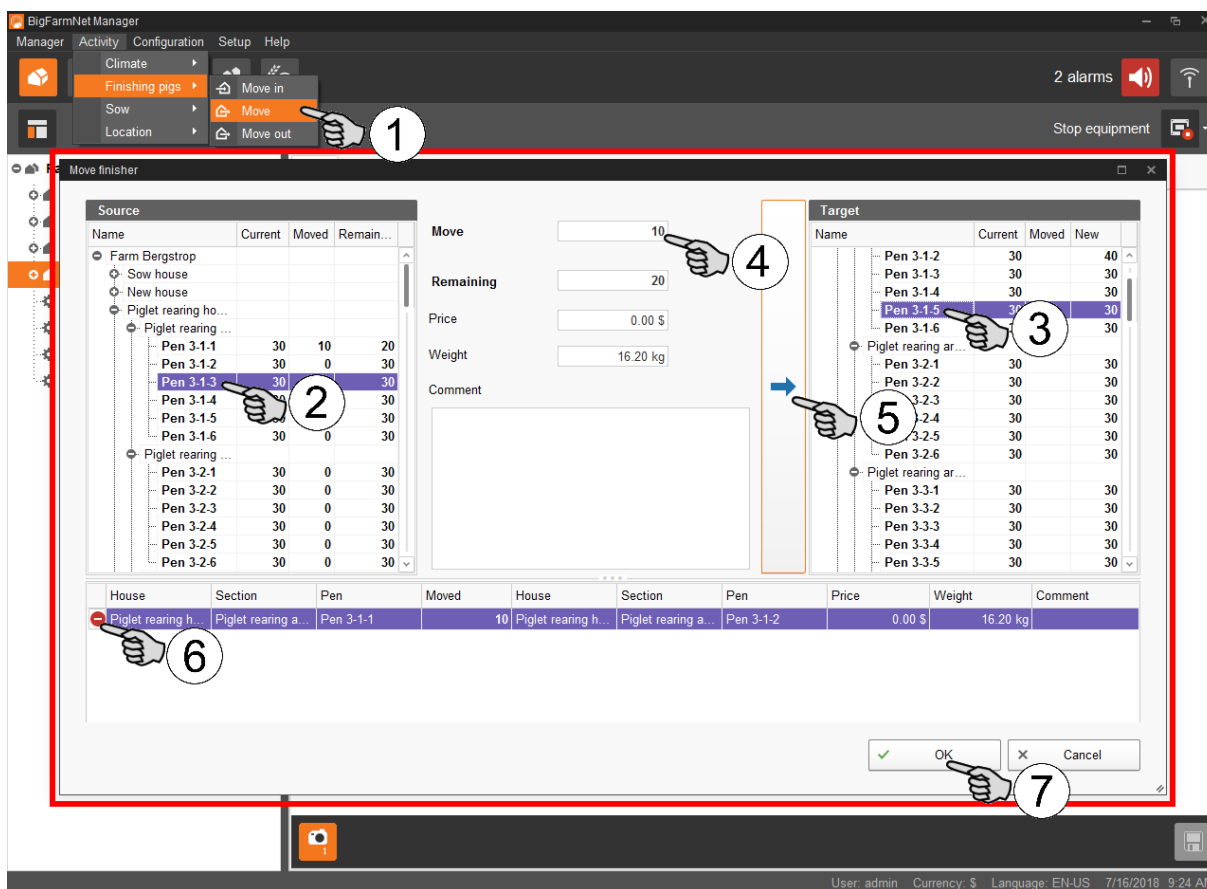 BigFarmNet Manager
Manager Activity Configuration Setup Help
Climate
Finishing pigs
Sow
Location
Move in
Move
Move out
1
2 alarms
Stop equipment
Move finisher
Source
Name Current Moved Remain...
Farm Bergstrop
Sow house
New house
Piglet rearing ho...
Piglet rearing ...
Pen 3-1-1 30 10 20
Pen 3-1-2 30 0 30
Pen 3-1-3 30 30
Pen 3-1-4 30
Pen 3-1-5 30
Pen 3-1-6 30 0 30
Piglet rearing ...
Pen 3-2-1 30 0 30
Pen 3-2-2 30 0 30
Pen 3-2-3 30 0 30
Pen 3-2-4 30 0 30
Pen 3-2-5 30 0 30
Pen 3-2-6 30 0 30
2
Move 10
Remaining 20
Price 0.00 $
Weight 16.20 kg
Comment
4
5
Target
Name Current Moved New
Pen 3-1-2 30 40
Pen 3-1-3 30 30
Pen 3-1-4 30 30
Pen 3-1-5 30 30
Pen 3-1-6 30
Piglet rearing ar...
Pen 3-2-1 30 30
Pen 3-2-2 30 30
3-2-3 30 30
3-2-4 30 30
3-2-5 30 30
Pen 3-2-6 30 30
Piglet rearing ar...
Pen 3-3-1 30 30
Pen 3-3-2 30 30
Pen 3-3-3 30 30
Pen 3-3-4 30 30
Pen 3-3-5 30 30
3
House Section Pen Moved House Section Pen Price Weight Comment
Piglet rearing h... Piglet rearing a... Pen 3-1-1 10 Piglet rearing h... Piglet rearing a... Pen 3-1-2 0.00 $ 16.20 kg
6
OK Cancel
7
1
User: admin Currency: $ Language: EN-US 7/16/2018 9:24 AM